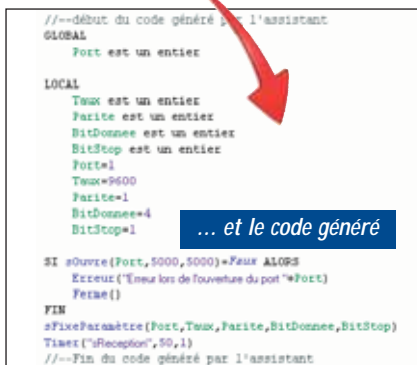 //--début du code généré par l'assistant
GLOBAL
Port est un entier
LOCAL
Taux est un entier
Parite est un entier
BitDonnee est un entier
BitStop est un entier
Port=1
Taux=9600
Parite=1
BitDonnee=4
BitStop=1
... et le code généré
SI sOuvre(Port,5000,5000)=Faux ALORS
Erreur("Erreur lors de l'ouverture du port "+Port)
Ferme()
FIN
sFixeParamètre(Port,Taux,Parite,BitDonnee,BitStop)
Timer("sReception",50,1)
//--Fin du code généré par l'assistant